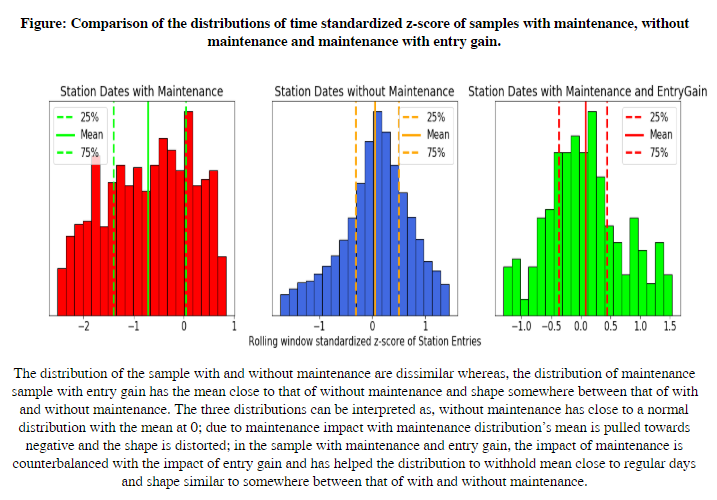 Figure: Comparison of the distributions of time standardized z-score of samples with maintenance, without
maintenance and maintenance with entry gain.
Station Dates with Maintenance
Station Dates without Maintenance
Station Dates with Maintenance and EntryGain
25%
Mean
75%
25%
Mean
75%
25%
Mean
75%
−2 −1 0 1
−1 0 1
−1.0 −0.5 0.0 0.5 1.0 1.5
Rolling window standardized z-score of Station Entries
The distribution of the sample with and without maintenance are dissimilar whereas, the distribution of maintenance
sample with entry gain has the mean close to that of without maintenance and shape somewhere between that of with
and without maintenance. The three distributions can be interpreted as, without maintenance has close to a normal
distribution with the mean at 0; due to maintenance impact with maintenance distribution’s mean is pulled towards
negative and the shape is distorted; in the sample with maintenance and entry gain, the impact of maintenance is
counterbalanced with the impact of entry gain and has helped the distribution to withhold mean close to regular days
and shape similar to somewhere between that of with and without maintenance.